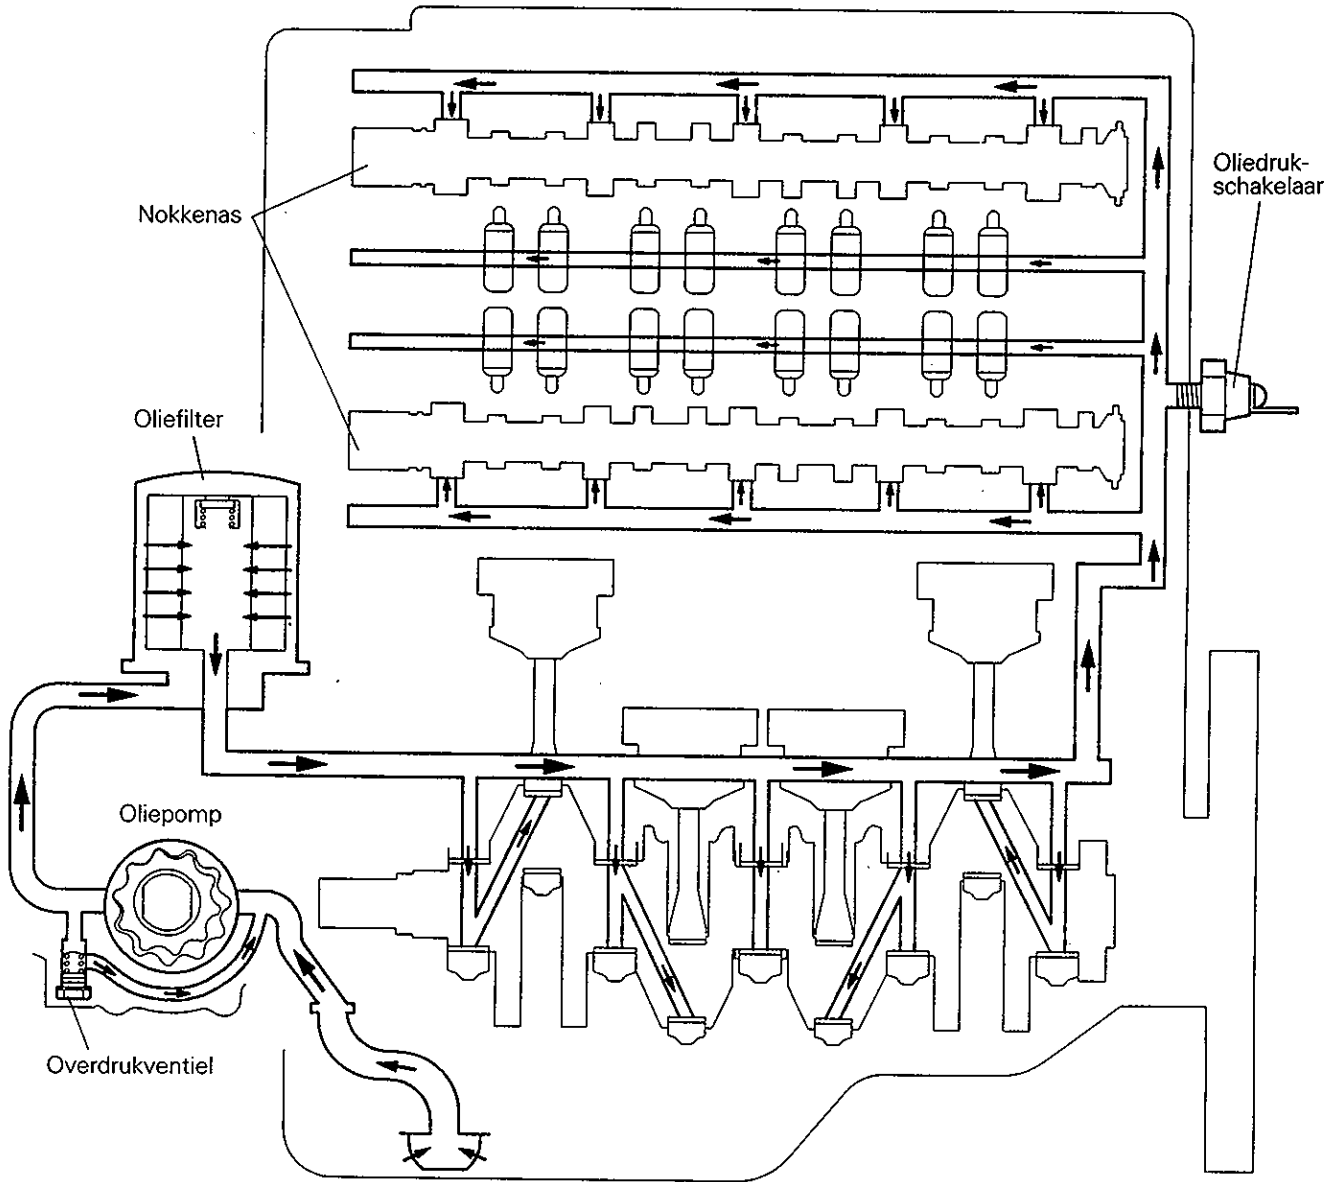 Oliedruk-
schakelaar
Nokkenas
Oliefilter
Oliepomp
Overdrukventiel